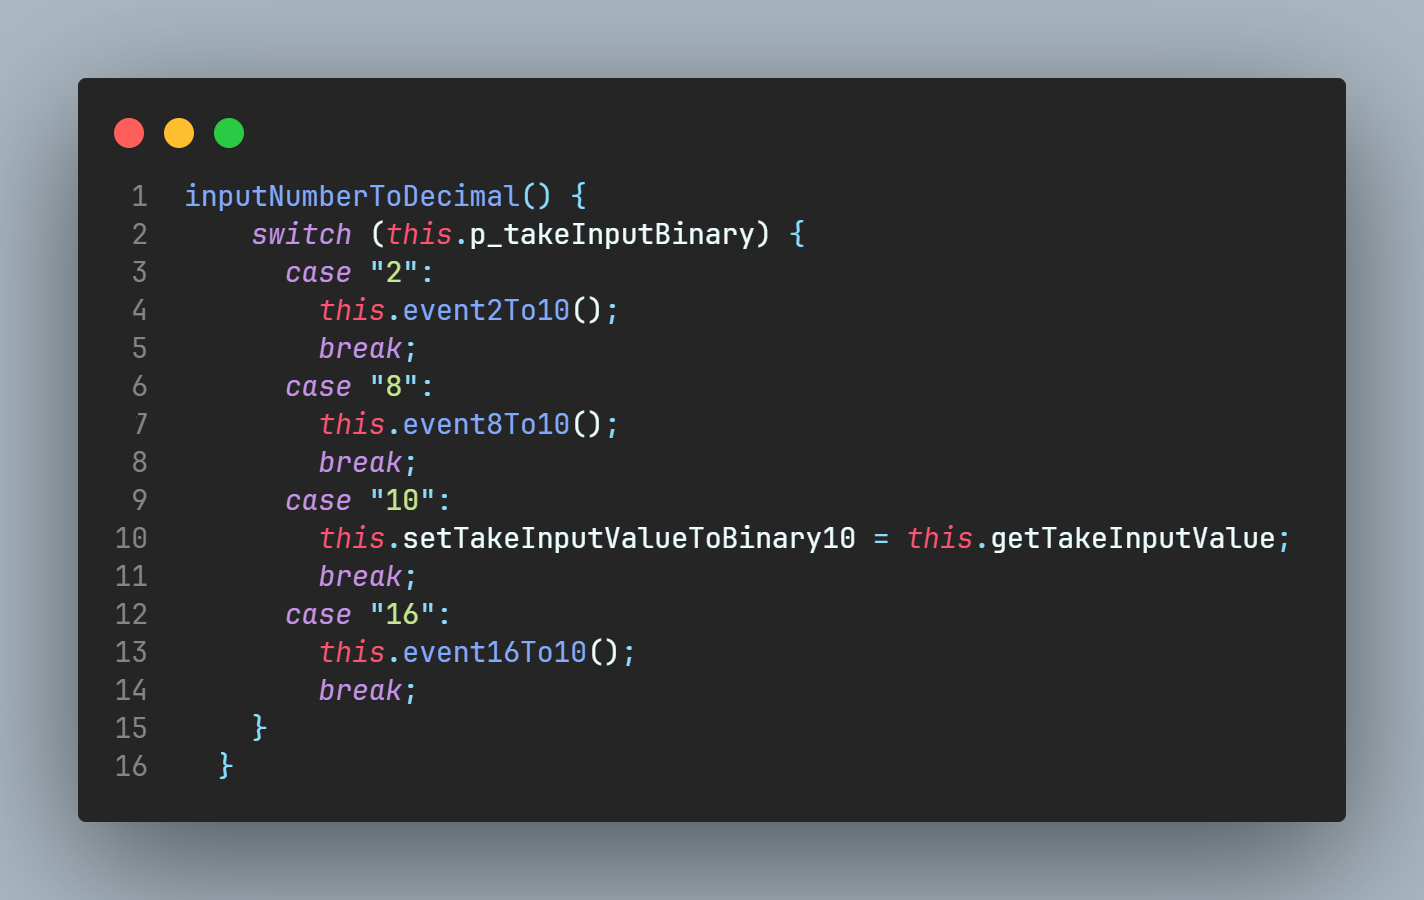 1 inputNumberToDecimal() {
2 switch (this.p_takeInputBinary) {
3 case "2":
4 this.event2To10();
5 break;
6 case "8":
7 this.event8To10();
8 break;
9 case "10":
10 this.setTakeInputValueToBinary10 = this.getTakeInputValue;
11 break;
12 case "16":
13 this.event16To10();
14 break;
15 }
16 }